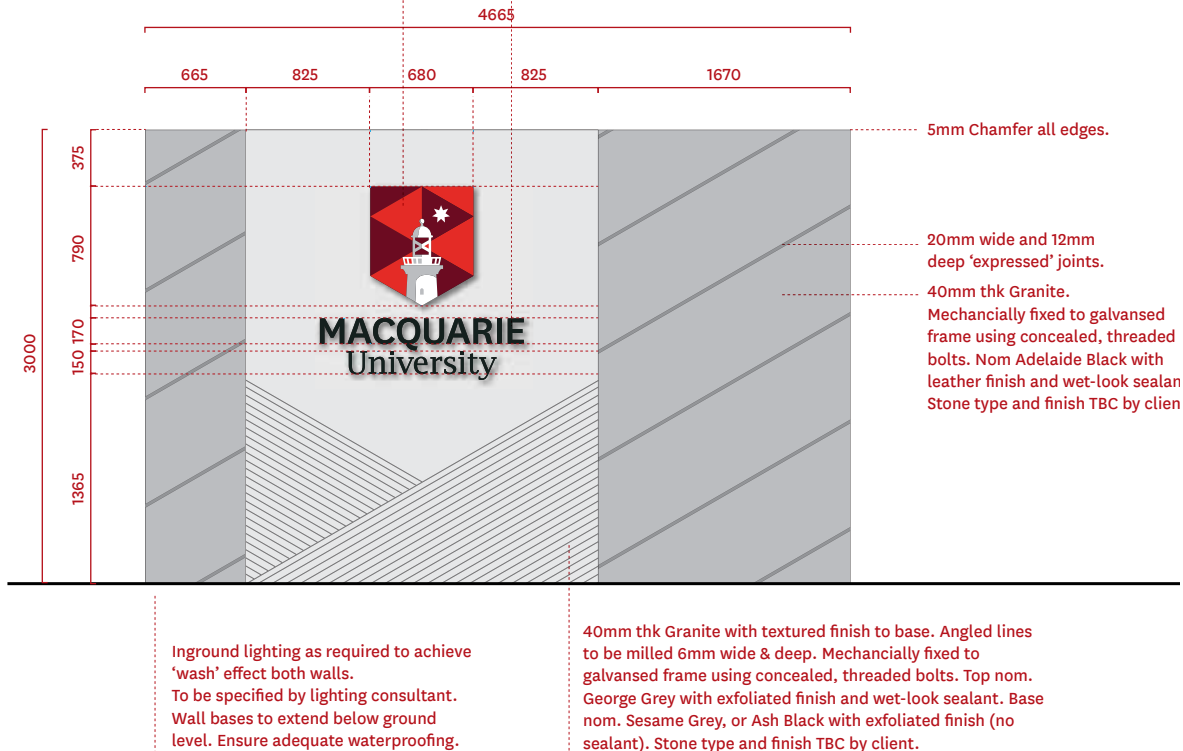 4665
665 825 680 825 1670
375
790
170
150
1365
3000
MACQUARIE
University
5mm Chamfer all edges.
20mm wide and 12mm
deep ‘expressed’ joints.
40mm thk Granite.
Mechancially fixed to galvansed
frame using concealed, threaded
bolts. Nom Adelaide Black with
leather finish and wet-look sealan
Stone type and finish TBC by clien
Inground lighting as required to achieve
‘wash’ effect both walls.
To be specified by lighting consultant.
Wall bases to extend below ground
level. Ensure adequate waterproofing.
40mm thk Granite with textured finish to base. Angled lines
to be milled 6mm wide & deep. Mechancially fixed to
galvansed frame using concealed, threaded bolts. Top nom.
George Grey with exfoliated finish and wet-look sealant. Base
nom. Sesame Grey, or Ash Black with exfoliated finish (no
sealant). Stone type and finish TBC by client.